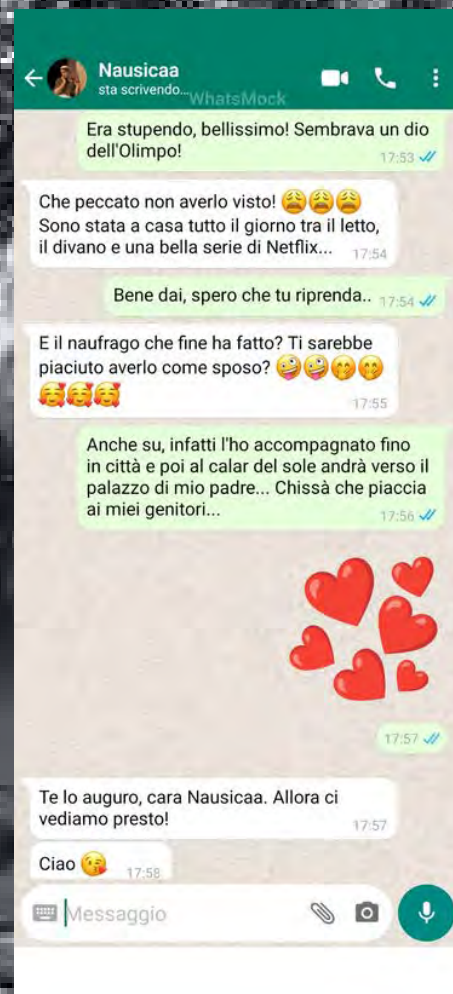 Nausicaa
sta scrivendo...
WhatsMock
Era stupendo, bellissimo! Sembrava un dio
dell'Olimpo!
17:53
Che peccato non averlo visto! 😩😩😩
Sono stata a casa tutto il giorno tra il letto,
il divano e una bella serie di Netflix...
17:54
Bene dai, spero che tu riprenda..
17:54
E il naufrago che fine ha fatto? Ti sarebbe
piaciuto averlo come sposo? 🤪🤪🤭🤭
🥰🥰🥰
17:55
Anche su, infatti l'ho accompagnato fino
in città e poi al calar del sole andrà verso il
palazzo di mio padre... Chissà che piaccia
ai miei genitori...
17:56
17:57
Te lo auguro, cara Nausicaa. Allora ci
vediamo presto!
17:57
Ciao 😘
17:58
Messaggio